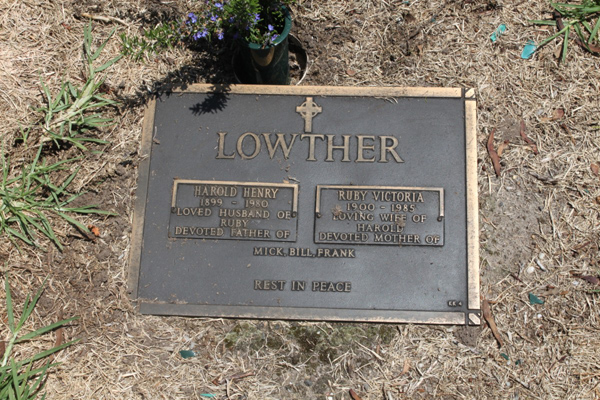 LOWTHER
HAROLD HENRY
1899 - 1980
LOVED HUSBAND OF
RUBY
DEVOTED FATHER OF
RUBY VICTORIA
1900 - 1985
LOVING WIFE OF
HAROLD
DEVOTED MOTHER OF
MICK, BILL, FRANK
REST IN PEACE